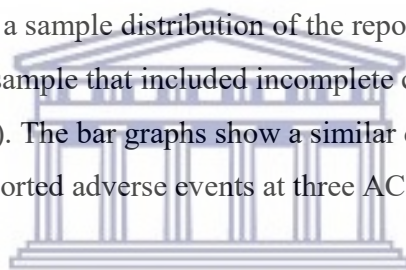 a sample distribution of the repo
sample that included incomplete
). The bar graphs show a similar
orted adverse events at three AC